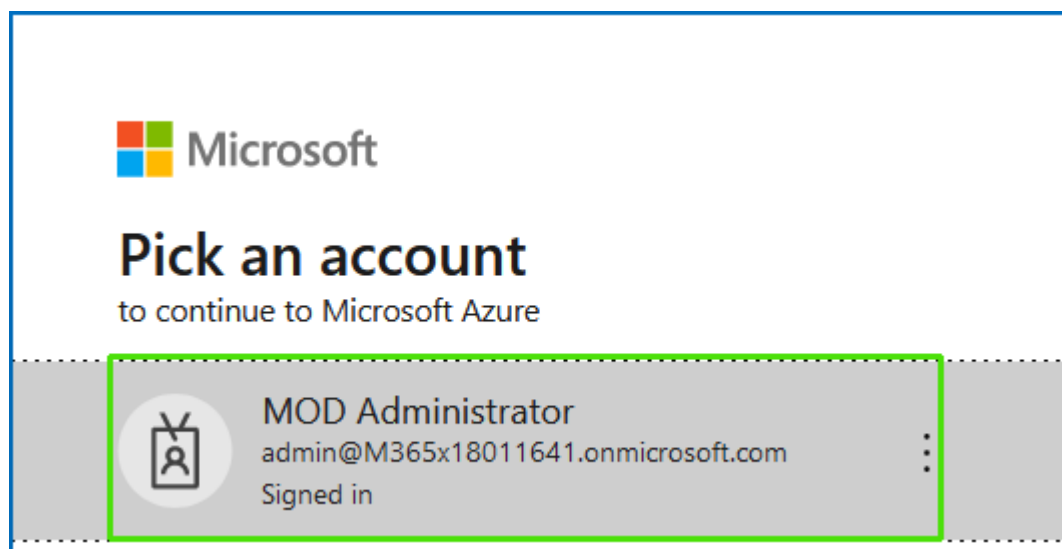 Microsoft
Pick an account
to continue to Microsoft Azure
MOD Administrator
admin@M365x18011641.onmicrosoft.com
Signed in